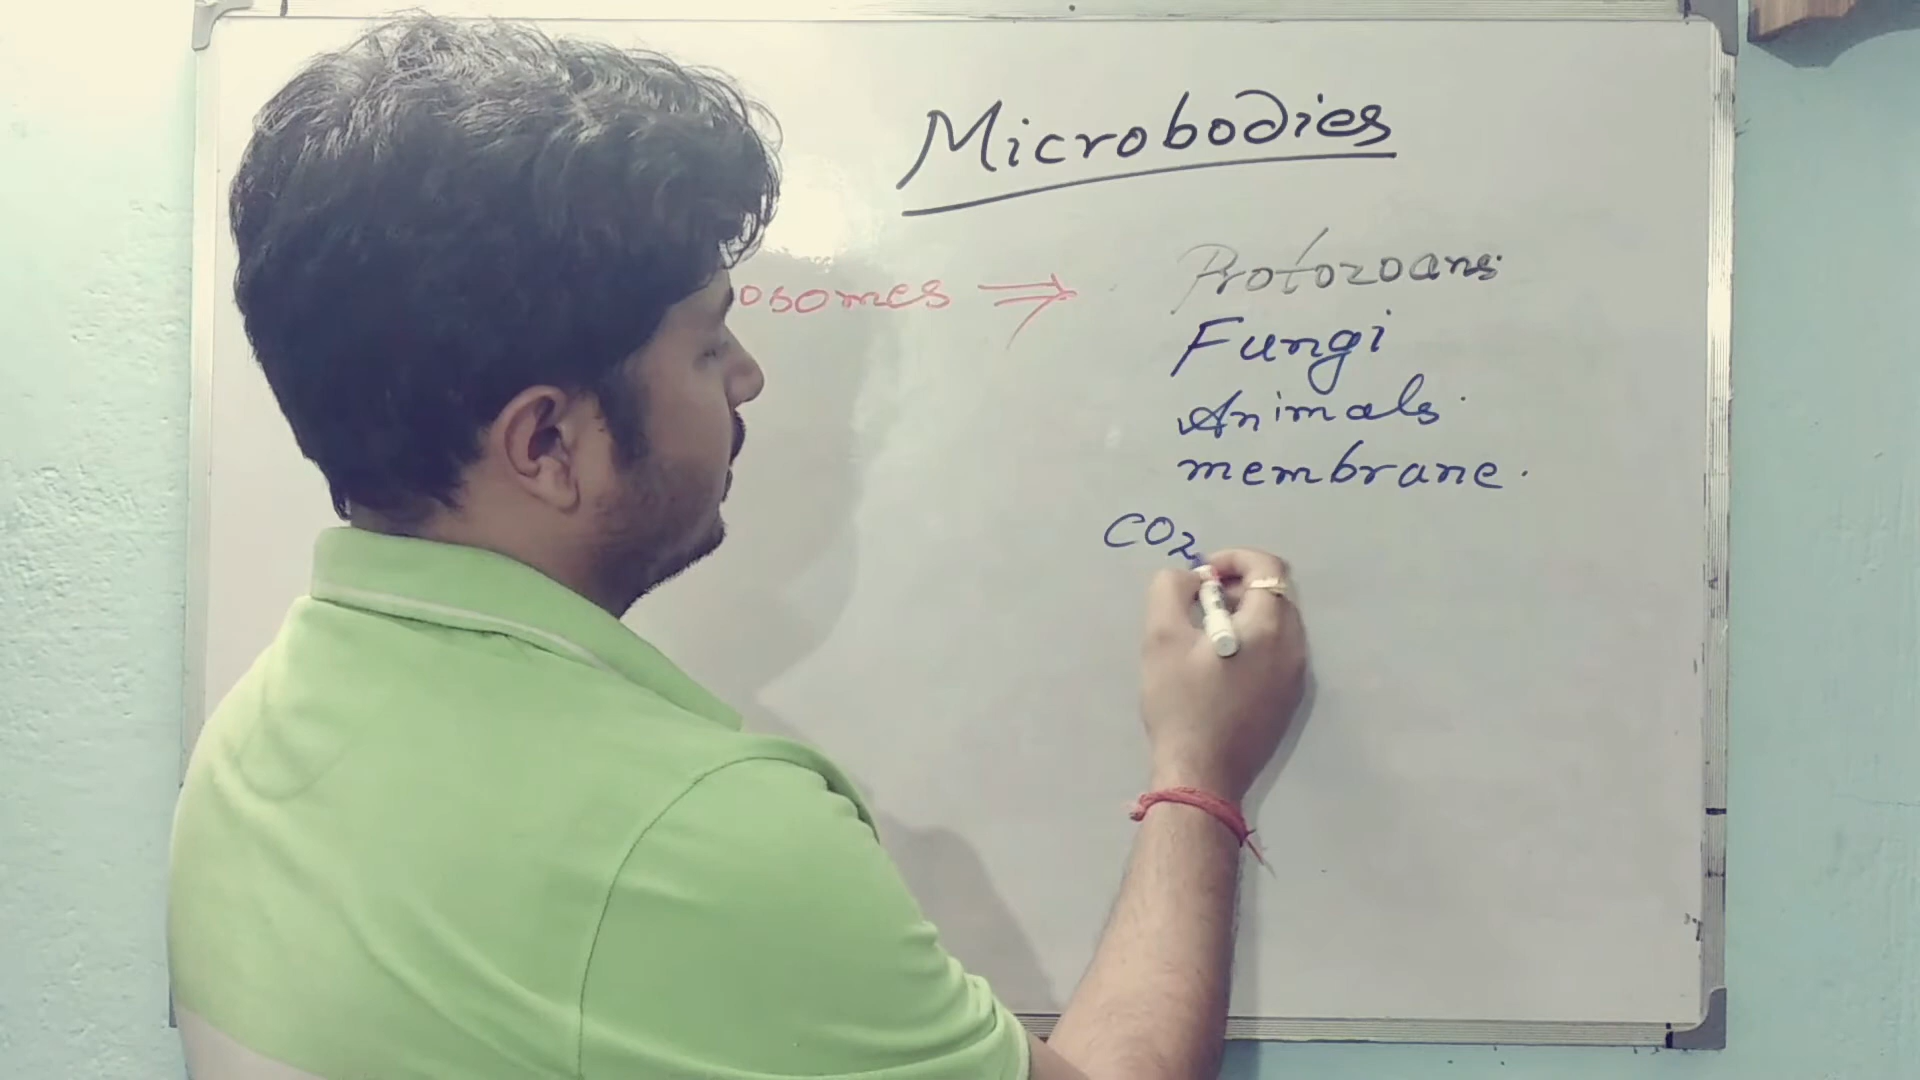 Microbodies
osomes ⇒ Protozoans
Fungi
Animals
membrane.
CO2